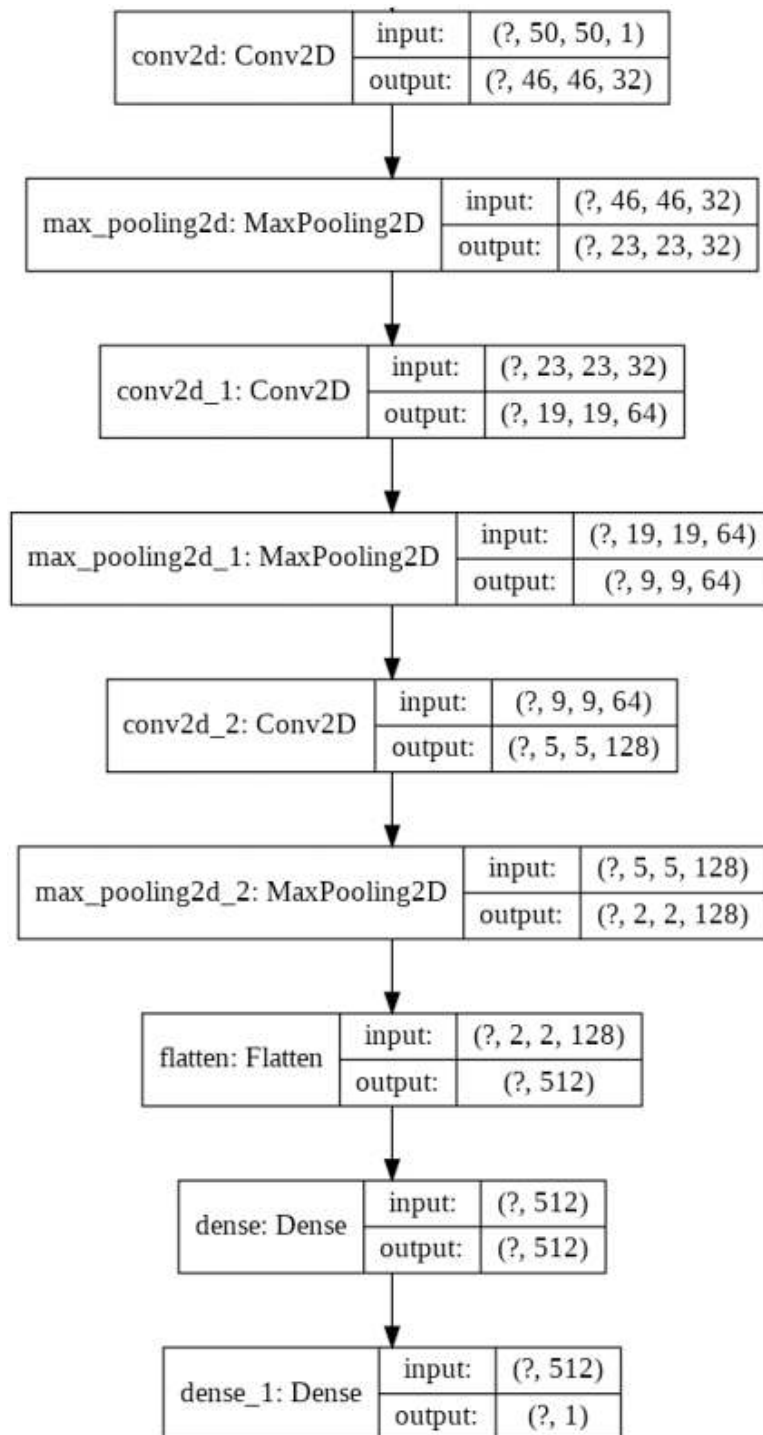 conv2d: Conv2D
input: (?, 50, 50, 1)
output: (?, 46, 46, 32)
max_pooling2d: MaxPooling2D
input: (?, 46, 46, 32)
output: (?, 23, 23, 32)
conv2d_1: Conv2D
input: (?, 23, 23, 32)
output: (?, 19, 19, 64)
max_pooling2d_1: MaxPooling2D
input: (?, 19, 19, 64)
output: (?, 9, 9, 64)
conv2d_2: Conv2D
input: (?, 9, 9, 64)
output: (?, 5, 5, 128)
max_pooling2d_2: MaxPooling2D
input: (?, 5, 5, 128)
output: (?, 2, 2, 128)
flatten: Flatten
input: (?, 2, 2, 128)
output: (?, 512)
dense: Dense
input: (?, 512)
output: (?, 512)
dense_1: Dense
input: (?, 512)
output: (?, 1)